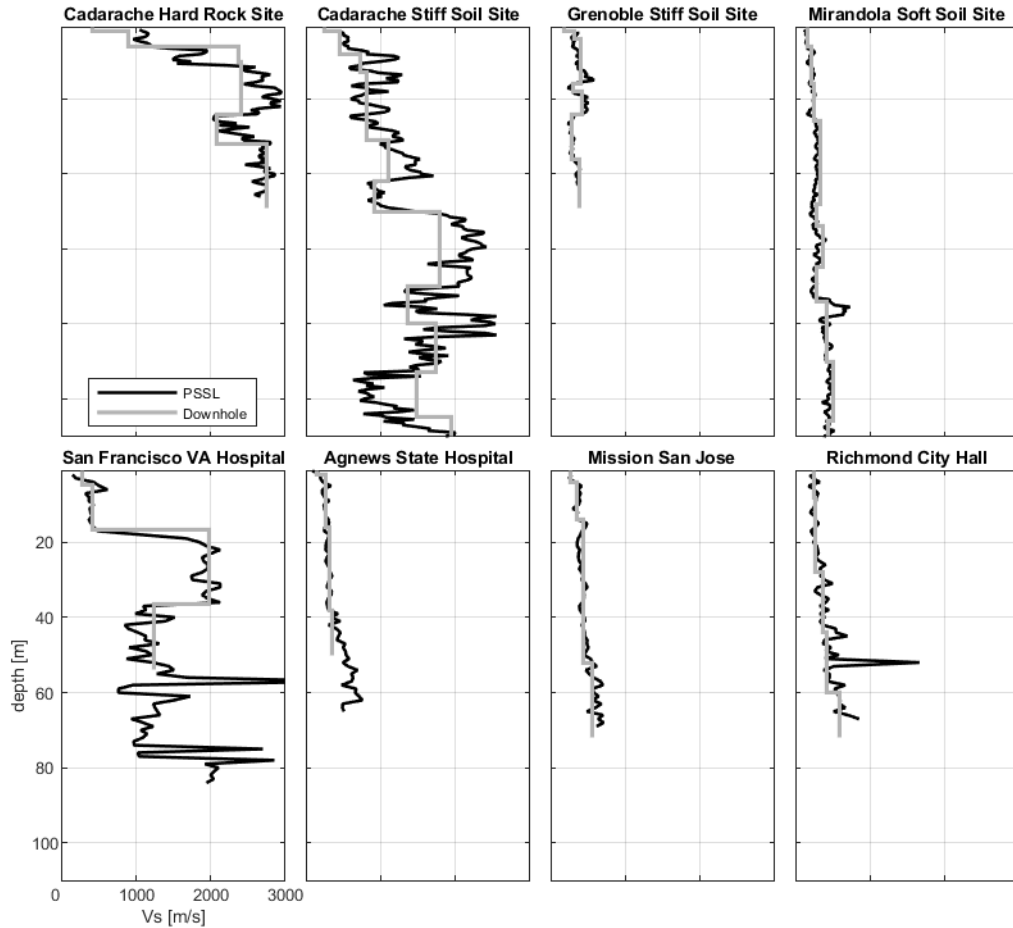 Cadarache Hard Rock Site
Cadarache Stiff Soil Site
Grenoble Stiff Soil Site
Mirandola Soft Soil Site
PSSL
Downhole
San Francisco VA Hospital
Agnews State Hospital
Mission San Jose
Richmond City Hall
20
40
60
80
100
depth [m]
0
1000
2000
3000
Vs [m/s]